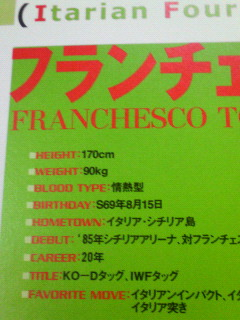 (Itarian Four
フランチェ
FRANCHESCO T
■HEIGHT:170cm
■WEIGHT:90kg
■BLOOD TYPE:情熱型
■BIRTHDAY:S69年8月15日
■HOMETOWN:イタリア・シチリア島
■DEBUT:'85年シチリアアリーナ、対フランチェス
■CAREER:20年
■TITLE:KO-Dタッグ、IWFタッグ
■FAVORITE MOVE:イタリアンインパクト、イタ
イタリア突き